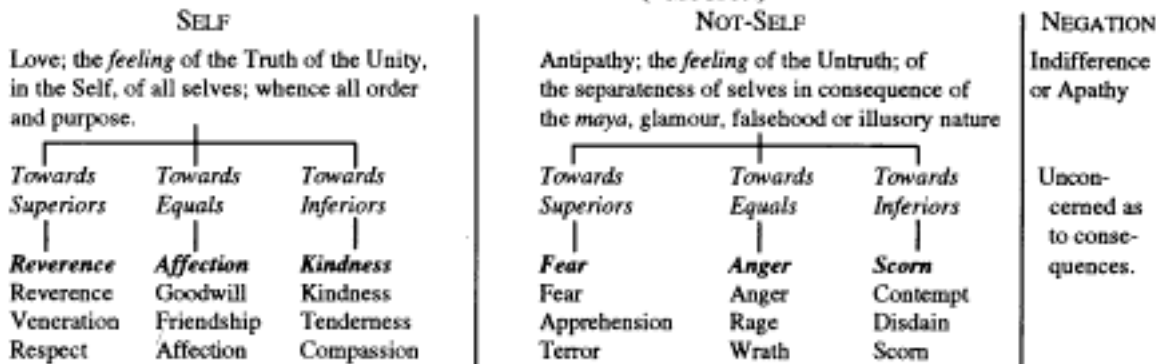 SELF
Love; the feeling of the Truth of the Unity,
in the Self, of all selves; whence all order
and purpose.
Towards Towards Towards
Superiors Equals Inferiors
Reverence Affection Kindness
Reverence Goodwill Kindness
Veneration Friendship Tenderness
Respect Affection Compassion
NOT-SELF
Antipathy; the feeling of the Untruth; of
the separateness of selves in consequence of
the maya, glamour, falsehood or illusory nature
Towards Towards Towards
Superiors Equals Inferiors
Fear Anger Scorn
Fear Anger Contempt
Apprehension Rage Disdain
Terror Wrath Scorn
NEGATION
Indifference
or Apathy
Uncon-
cerned as
to conse-
quences.